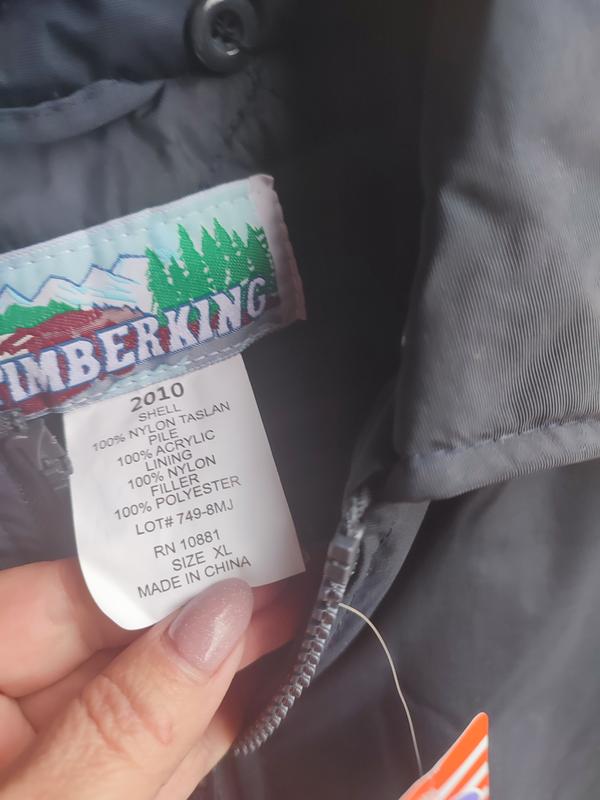 TIMBERKING
2010
SHELL
100% NYLON TASLAN
PILE
100% ACRYLIC
LINING
100% NYLON
FILLER
100% POLYESTER
LOT# 749-8MJ
RN 10881
SIZE XL
MADE IN CHINA